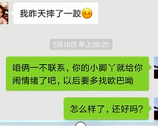 我昨天摔了一跤😊
5月16日 早上09:20
咱俩一不联系，你的小脚丫就给你
闹情绪了吧，以后要多找欧巴呦
怎么样了，还好吗？